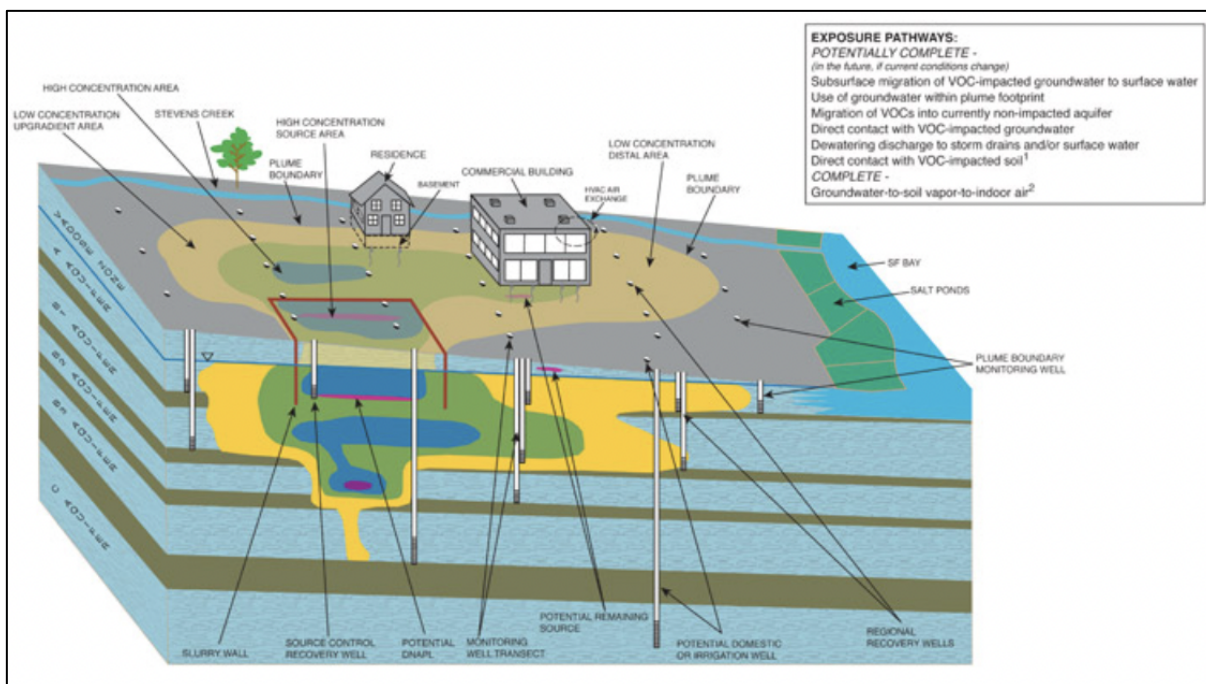 EXPOSURE PATHWAYS:
POTENTIALLY COMPLETE -
(in the future, if current conditions change)
Subsurface migration of VOC-impacted groundwater to surface water
Use of groundwater within plume footprint
Migration of VOCs into currently non-impacted aquifer
Direct contact with VOC-impacted groundwater
Dewatering discharge to storm drains and/or surface water
Direct contact with VOC-impacted soil1
COMPLETE -
Groundwater-to-soil vapor-to-indoor air2
HIGH CONCENTRATION AREA
LOW CONCENTRATION
UPGRADIENT AREA
STEVENS CREEK
HIGH CONCENTRATION
SOURCE AREA
PLUME
BOUNDARY
RESIDENCE
BASEMENT
COMMERCIAL BUILDING
HVAC AIR
EXCHANGE
LOW CONCENTRATION
DISTAL AREA
PLUME
BOUNDARY
SF BAY
SALT PONDS
PLUME BOUNDARY
MONITORING WELL
VADOSE ZONE
A AQUIFER
B1 AQUIFER
B2 AQUIFER
B3 AQUIFER
C AQUIFER
SLURRY WALL
SOURCE CONTROL
RECOVERY WELL
POTENTIAL
DNAPL
MONITORING
WELL TRANSECT
POTENTIAL REMAINING
SOURCE
POTENTIAL DOMESTIC
OR IRRIGATION WELL
REGIONAL
RECOVERY WELLS